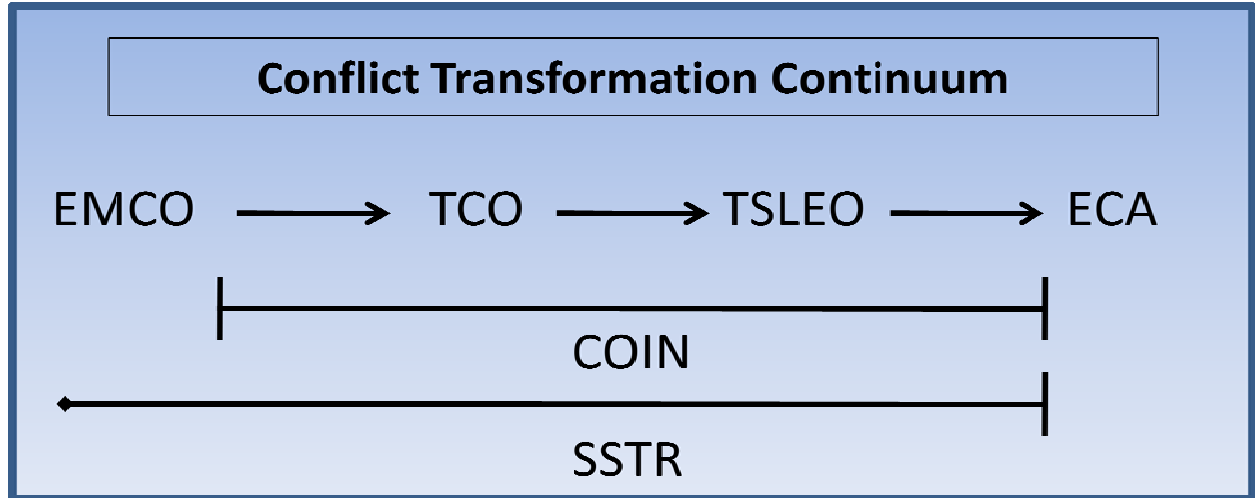 Conflict Transformation Continuum
EMCO TCO TSLEO ECA
COIN
SSTR